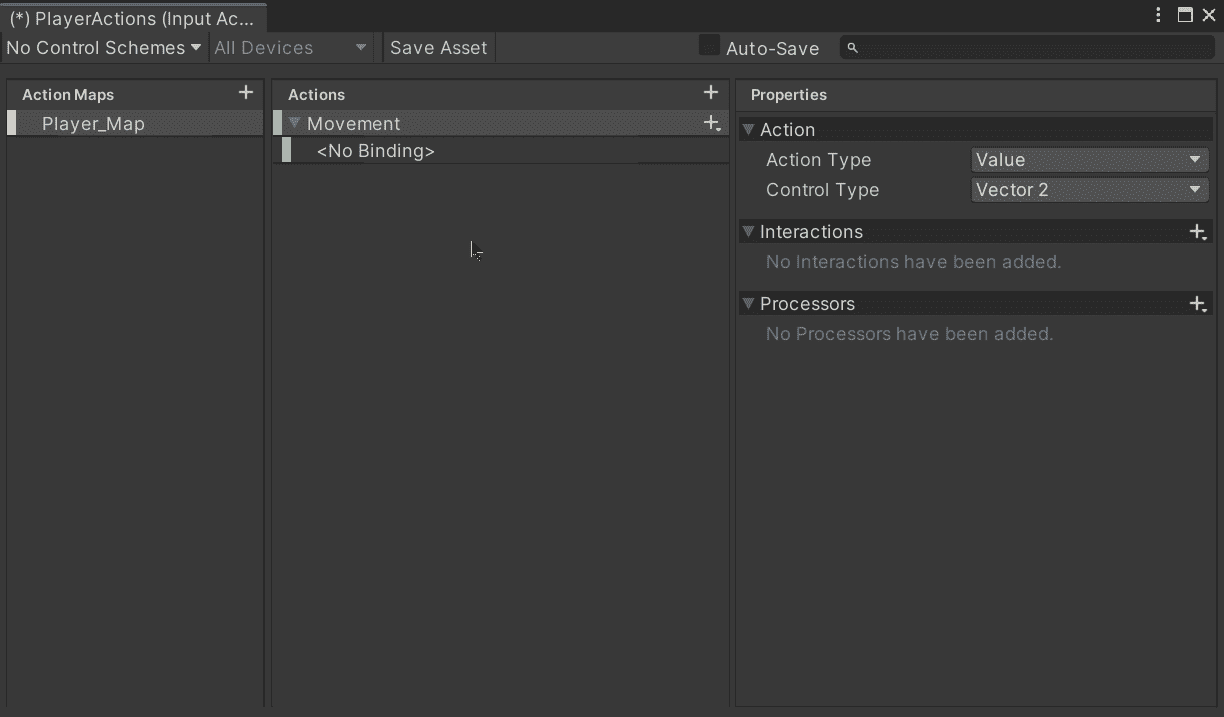 (*) PlayerActions (Input Ac...
No Control Schemes All Devices Save Asset Auto-Save
Action Maps
Player_Map
Actions
Movement
<No Binding>
Properties
Action
Action Type Value
Control Type Vector 2
Interactions
No Interactions have been added.
Processors
No Processors have been added.